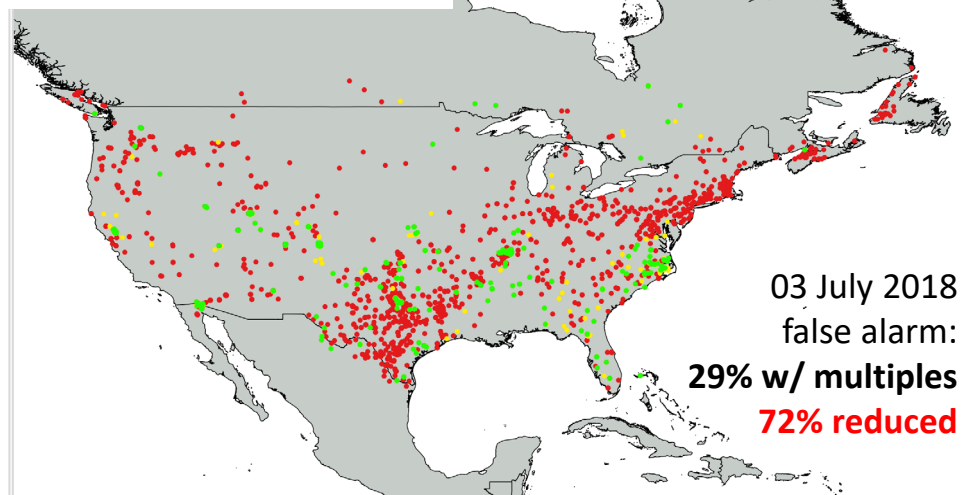 03 July 2018
false alarm:
29% w/ multiples
72% reduced